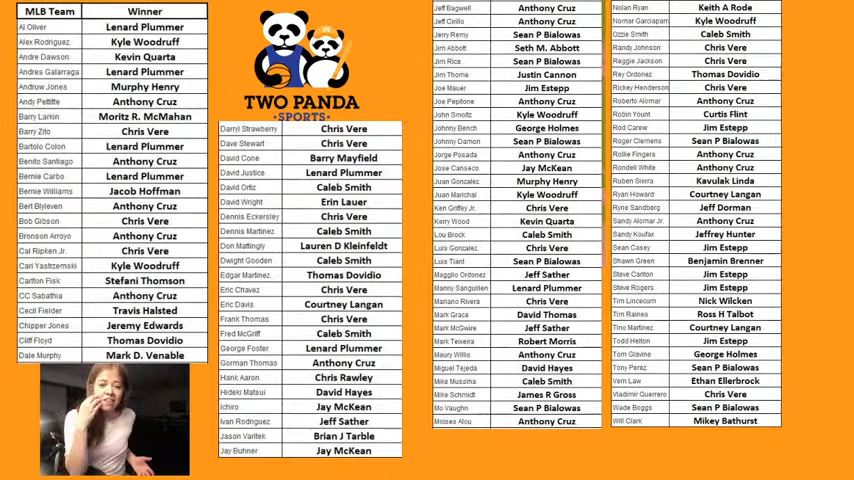 MLB Team Winner
Al Oliver Lenard Plummer
Alex Rodriguez Kyle Woodruff
Andre Dawson Kevin Quarta
Andres Galarraga Lenard Plummer
Andruw Jones Murphy Henry
Andy Pettitte Anthony Cruz
Barry Larkin Moritz R. McMahan
Barry Zito Chris Vere
Bartolo Colon Lenard Plummer
Benito Santiago Anthony Cruz
Bernie Carbo Lenard Plummer
Bernie Williams Jacob Hoffman
Bert Blyleven Anthony Cruz
Bob Gibson Chris Vere
Bronson Arroyo Anthony Cruz
Cal Ripken Jr. Chris Vere
Carl Yastrzemski Kyle Woodruff
Carlton Fisk Stefani Thomson
CC Sabathia Anthony Cruz
Cecil Fielder Travis Halsted
Chipper Jones Jeremy Edwards
Cliff Floyd Thomas Dovidio
Dale Murphy Mark D. Venable
TWO PANDA
SPORTS
Darryl Strawberry Chris Vere
Dave Stewart Chris Vere
David Cone Barry Mayfield
David Justice Lenard Plummer
David Ortiz Caleb Smith
David Wright Erin Lauer
Dennis Eckersley Chris Vere
Dennis Martinez Caleb Smith
Don Mattingly Lauren D Kleinfeldt
Dwight Gooden Caleb Smith
Edgar Martinez Thomas Dovidio
Eric Chavez Chris Vere
Eric Davis Courtney Langan
Frank Thomas Chris Vere
Fred McGriff Caleb Smith
George Foster Lenard Plummer
Gorman Thomas Anthony Cruz
Hank Aaron Chris Rawley
Hideki Matsui David Hayes
Ichiro Jay McKean
Ivan Rodriguez Jeff Sather
Jason Varitek Brian J Tarble
Jay Buhner Jay McKean
Jeff Bagwell Anthony Cruz
Jeff Cirillo Anthony Cruz
Jerry Remy Sean P Bialowas
Jim Abbott Seth M. Abbott
Jim Rice Sean P Bialowas
Jim Thome Justin Cannon
Joe Mauer Jim Estepp
Joe Pepitone Anthony Cruz
John Smoltz Kyle Woodruff
Johnny Bench George Holmes
Johnny Damon Sean P Bialowas
Jorge Posada Anthony Cruz
Jose Canseco Jay McKean
Juan Gonzalez Murphy Henry
Juan Marichal Kyle Woodruff
Ken Griffey Jr. Chris Vere
Kerry Wood Kevin Quarta
Lou Brock Caleb Smith
Luis Gonzalez Chris Vere
Luis Tiant Sean P Bialowas
Magglio Ordonez Jeff Sather
Manny Sanguillen Lenard Plummer
Mariano Rivera Chris Vere
Mark Grace David Thomas
Mark McGwire Jeff Sather
Mark Teixeira Robert Morris
Maury Willis Anthony Cruz
Miguel Tejeda David Hayes
Mike Mussina Caleb Smith
Mike Schmidt James R Gross
Mo Vaughn Sean P Bialowas
Moises Alou Anthony Cruz
Nolan Ryan Keith A Rode
Nomar Garciaparr Kyle Woodruff
Ozzie Smith Caleb Smith
Randy Johnson Chris Vere
Reggie Jackson Chris Vere
Rey Ordonez Thomas Dovidio
Rickey Henderson Chris Vere
Roberto Alomar Anthony Cruz
Robin Yount Curtis Flint
Rod Carew Jim Estepp
Roger Clemens Sean P Bialowas
Rollie Fingers Anthony Cruz
Rondell White Anthony Cruz
Ruben Sierra Kavulak Linda
Ryan Howard Courtney Langan
Ryne Sandberg Jeff Dorman
Sandy Alomar Jr. Anthony Cruz
Sandy Koufax Jeffrey Hunter
Sean Casey Jim Estepp
Shawn Green Benjamin Brenner
Steve Carlton Jim Estepp
Steve Rogers Jim Estepp
Tim Lincecum Nick Wilcken
Tim Raines Ross H Talbot
Tino Martinez Courtney Langan
Todd Helton Jim Estepp
Tom Glavine George Holmes
Tony Perez Sean P Bialowas
Vern Law Ethan Ellerbrock
Vladimir Guerrero Chris Vere
Wade Boggs Sean P Bialowas
Will Clark Mikey Bathurst